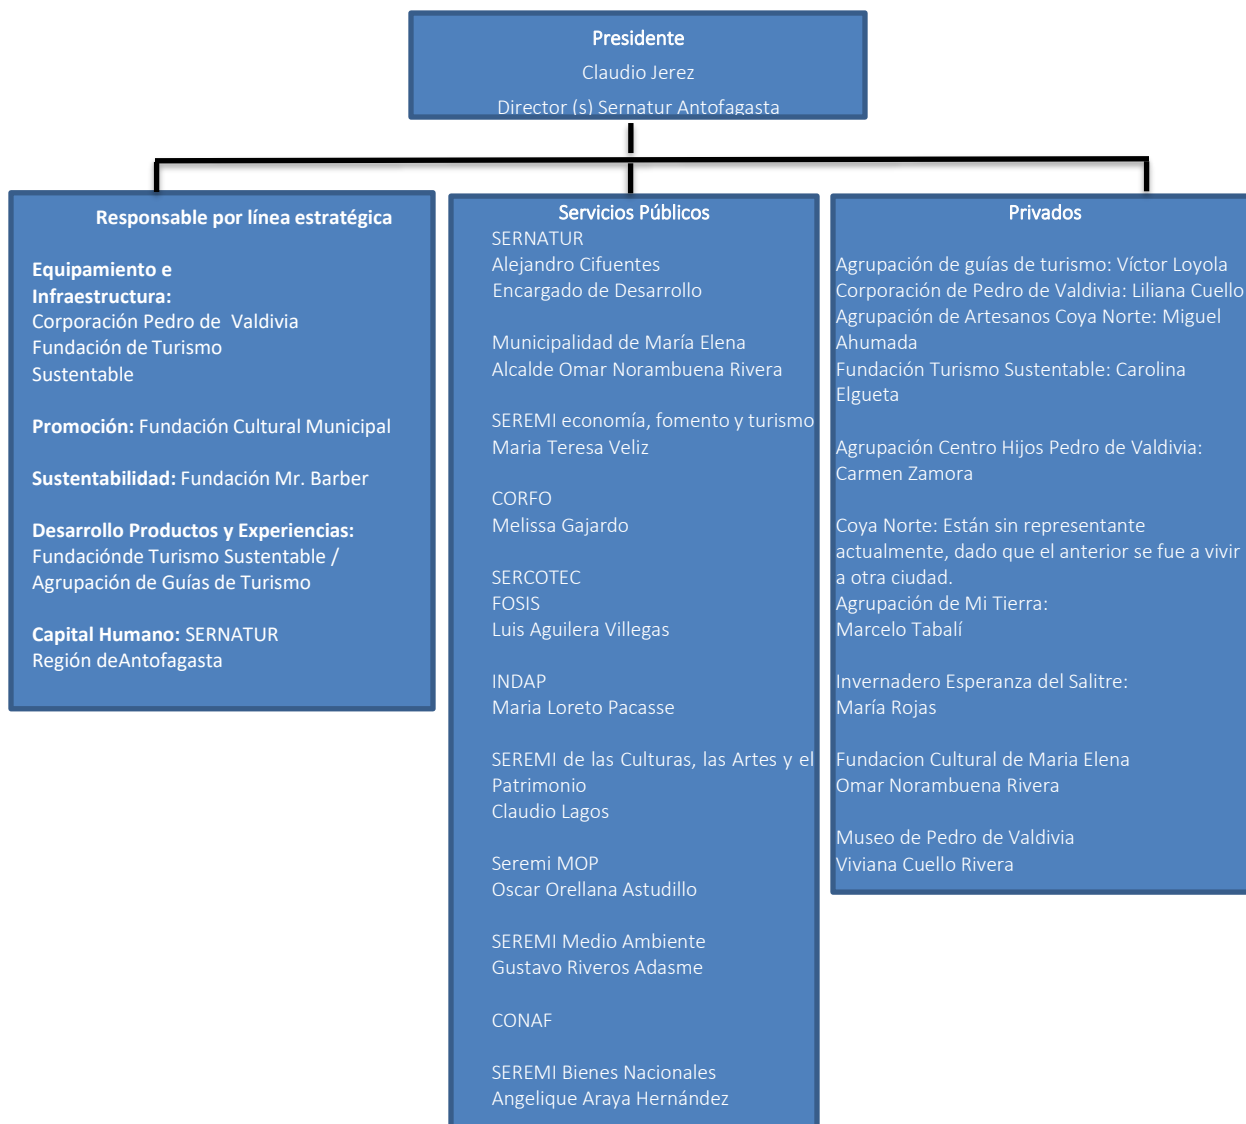 Presidente
Claudio Jerez
Director (s) Sernatur Antofagasta
Responsable por línea estratégica
Equipamiento e
Infraestructura:
Corporación Pedro de Valdivia
Fundación de Turismo
Sustentable
Promoción: Fundación Cultural Municipal
Sustentabilidad: Fundación Mr. Barber
Desarrollo Productos y Experiencias:
Fundaciónde Turismo Sustentable /
Agrupación de Guías de Turismo
Capital Humano: SERNATUR
Región deAntofagasta
Servicios Públicos
SERNATUR
Alejandro Cifuentes
Encargado de Desarrollo
Municipalidad de María Elena
Alcalde Omar Norambuena Rivera
SEREMI economía, fomento y turismo
Maria Teresa Veliz
CORFO
Melissa Gajardo
SERCOTEC
FOSIS
Luis Aguilera Villegas
INDAP
Maria Loreto Pacasse
SEREMI de las Culturas, las Artes y el
Patrimonio
Claudio Lagos
Seremi MOP
Oscar Orellana Astudillo
SEREMI Medio Ambiente
Gustavo Riveros Adasme
CONAF
SEREMI Bienes Nacionales
Angelique Araya Hernández
Privados
Agrupación de guías de turismo: Víctor Loyola
Corporación de Pedro de Valdivia: Liliana Cuello
Agrupación de Artesanos Coya Norte: Miguel
Ahumada
Fundación Turismo Sustentable: Carolina
Elgueta
Agrupación Centro Hijos Pedro de Valdivia:
Carmen Zamora
Coya Norte: Están sin representante
actualmente, dado que el anterior se fue a vivir
a otra ciudad.
Agrupación de Mi Tierra:
Marcelo Tabalí
Invernadero Esperanza del Salitre:
María Rojas
Fundacion Cultural de Maria Elena
Omar Norambuena Rivera
Museo de Pedro de Valdivia
Viviana Cuello Rivera